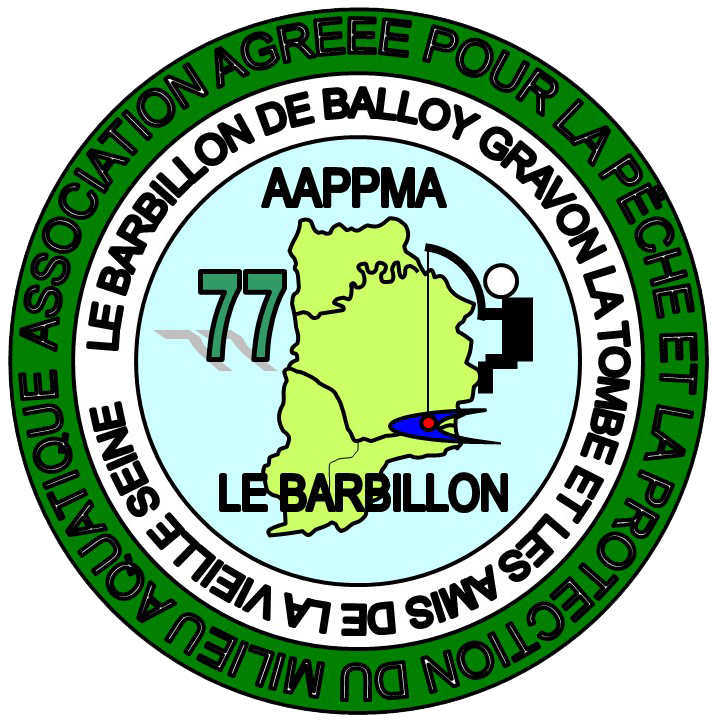 ASSOCIATION AGREEE POUR LA PÊCHE ET LA PROTECTION DU MILIEU AQUATIQUE
LE BARBILLON DE BALLOY GRAVON LA TOMBE ET LES AMIS DE LA VIEILLE SEINE
AAPPMA
77
LE BARBILLON